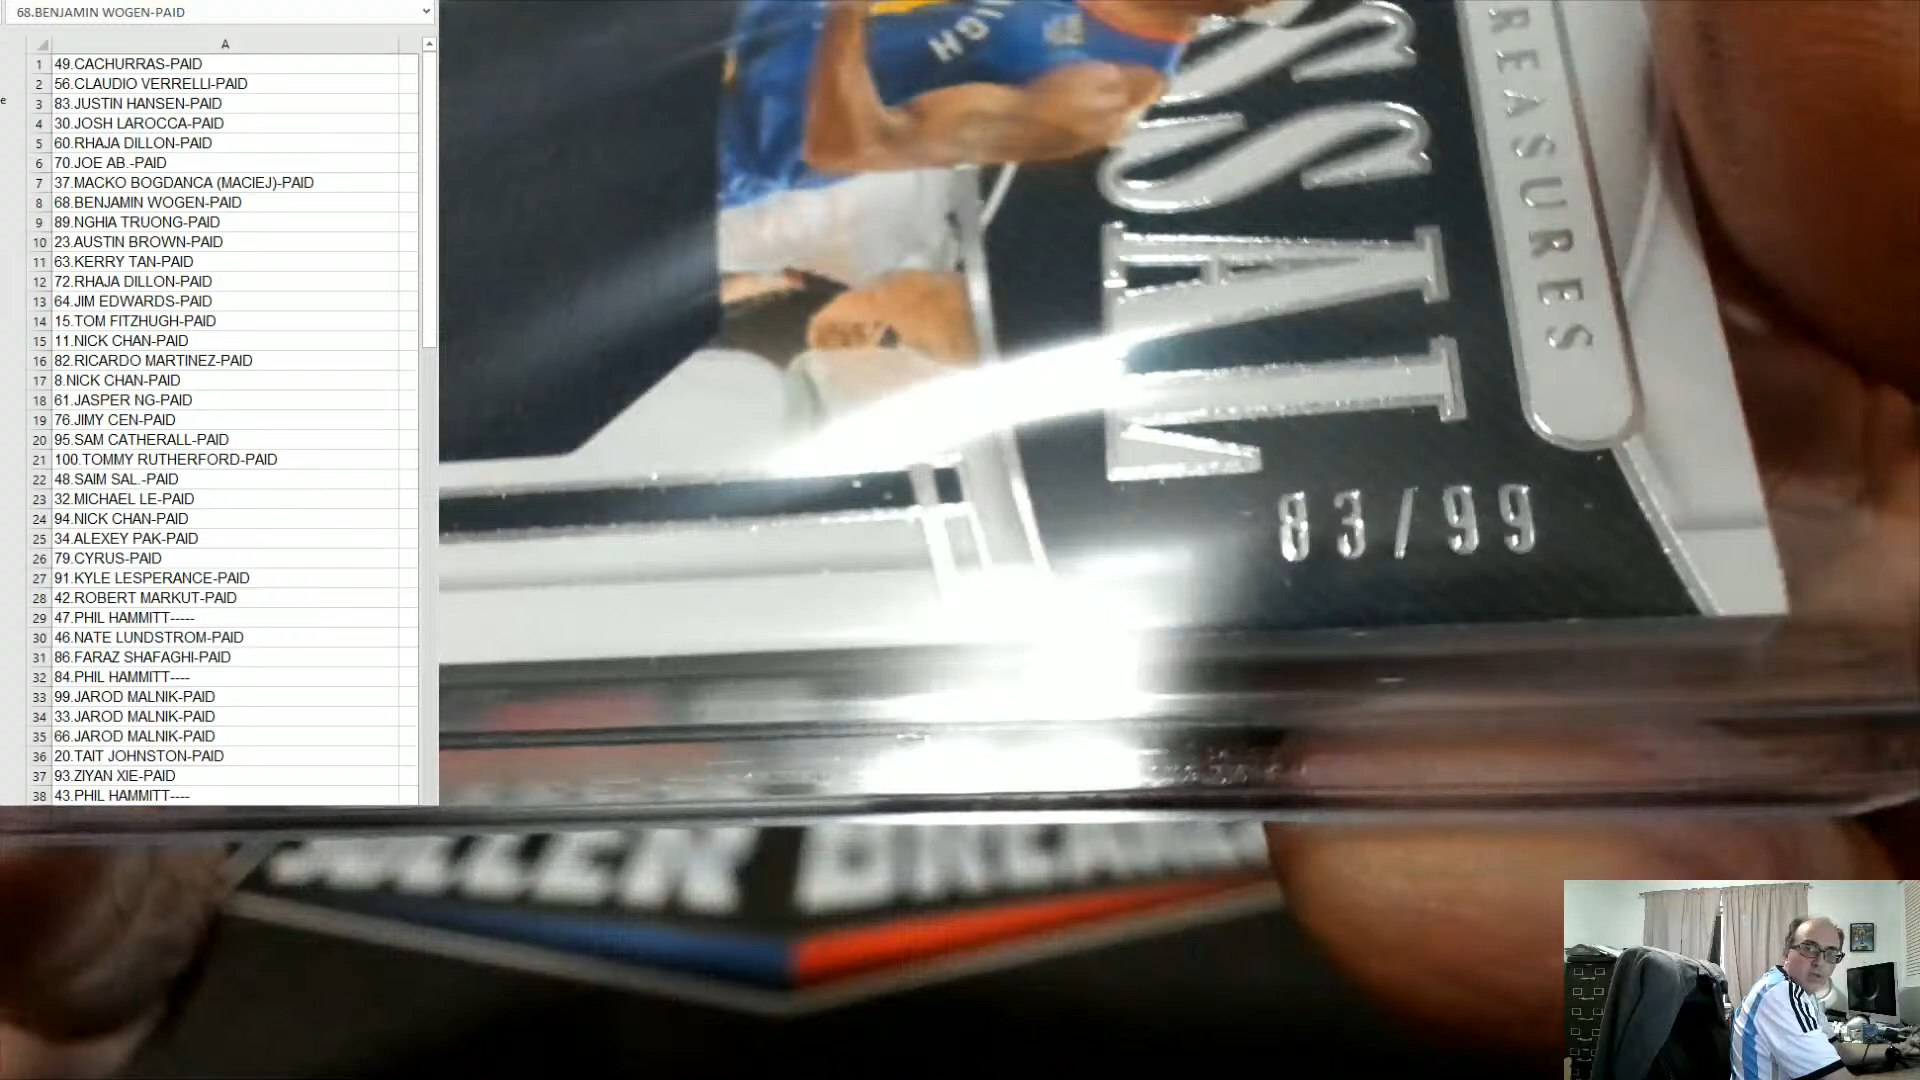 68.BENJAMIN WOGEN-PAID
A
1 49.CACHURRAS-PAID
2 56.CLAUDIO VERRELLI-PAID
3 83.JUSTIN HANSEN-PAID
4 30.JOSH LAROCCA-PAID
5 60.RHAJA DILLON-PAID
6 70.JOE AB.-PAID
7 37.MACKO BOGDANCA (MACIEJ)-PAID
8 68.BENJAMIN WOGEN-PAID
9 89.NGHIA TRUONG-PAID
10 23.AUSTIN BROWN-PAID
11 63.KERRY TAN-PAID
12 72.RHAJA DILLON-PAID
13 64.JIM EDWARDS-PAID
14 15.TOM FITZHUGH-PAID
15 11.NICK CHAN-PAID
16 82.RICARDO MARTINEZ-PAID
17 8.NICK CHAN-PAID
18 61.JASPER NG-PAID
19 76.JIMY CEN-PAID
20 95.SAM CATHERALL-PAID
21 100.TOMMY RUTHERFORD-PAID
22 48.SAIM SAL.-PAID
23 32.MICHAEL LE-PAID
24 94.NICK CHAN-PAID
25 34.ALEXEY PAK-PAID
26 79.CYRUS-PAID
27 91.KYLE LESPERANCE-PAID
28 42.ROBERT MARKUT-PAID
29 47.PHIL HAMMITT-----
30 46.NATE LUNDSTROM-PAID
31 86.FARAZ SHAFAGHI-PAID
32 84.PHIL HAMMITT----
33 99.JAROD MALNIK-PAID
34 33.JAROD MALNIK-PAID
35 66.JAROD MALNIK-PAID
36 20.TAIT JOHNSTON-PAID
37 93.ZIYAN XIE-PAID
38 43.PHIL HAMMITT----
REASURES
83/99